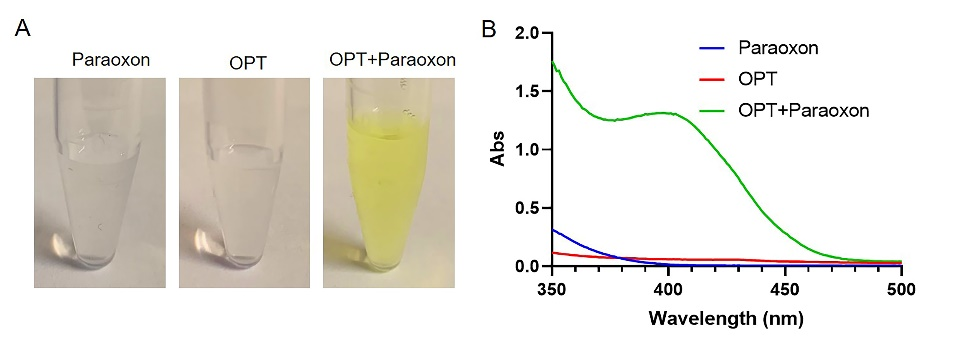 A
Paraoxon
OPT
OPT+Paraoxon
B
2.0
1.5
1.0
0.5
0.0
Abs
Paraoxon
OPT
OPT+Paraoxon
350
400
450
500
Wavelength (nm)